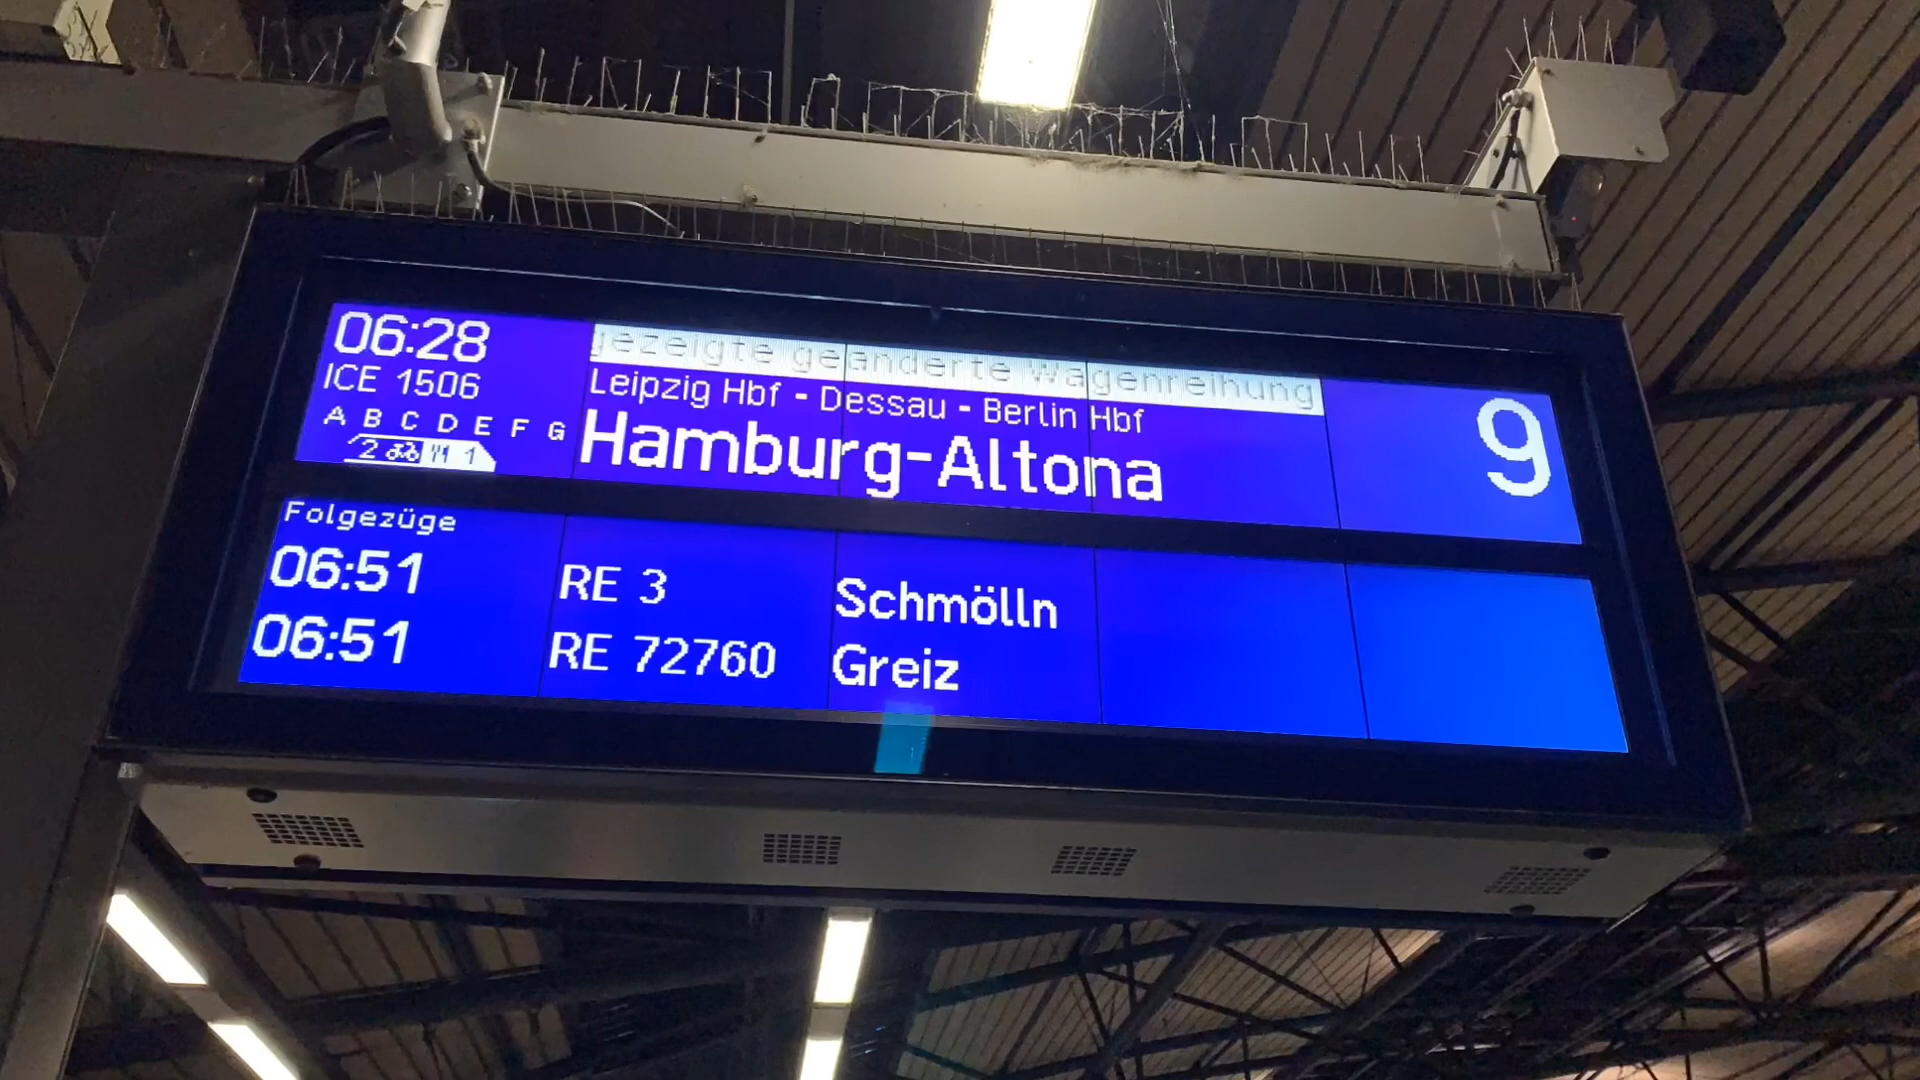 06:28
gezeigte geänderte Wagenreihung
ICE 1506
Leipzig Hbf - Dessau - Berlin Hbf
9
A B C D E F G
Hamburg-Altona
2 1
Folgezüge
06:51 RE 3 Schmölln
06:51 RE 72760 Greiz